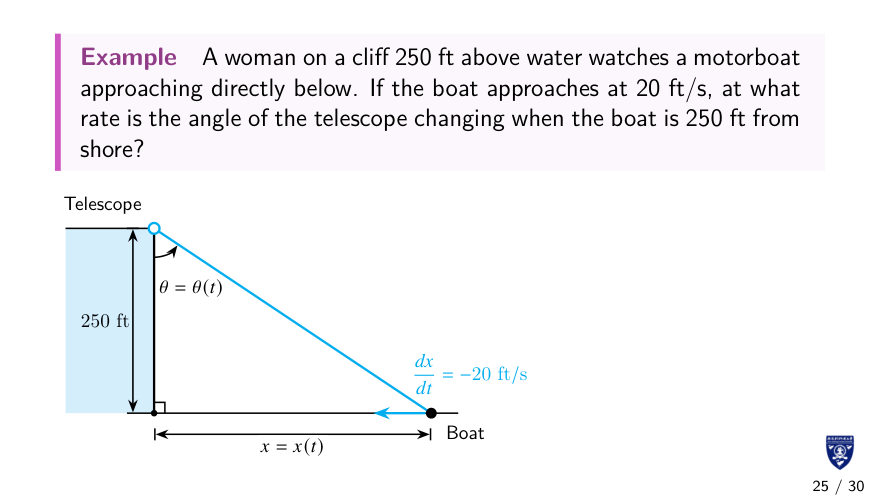 Example A woman on a cliff 250 ft above water watches a motorboat
approaching directly below. If the boat approaches at 20 ft/s, at what
rate is the angle of the telescope changing when the boat is 250 ft from
shore?
Telescope
θ = θ(t)
250 ft
dx/dt = −20 ft/s
Boat
x = x(t)
25 / 30